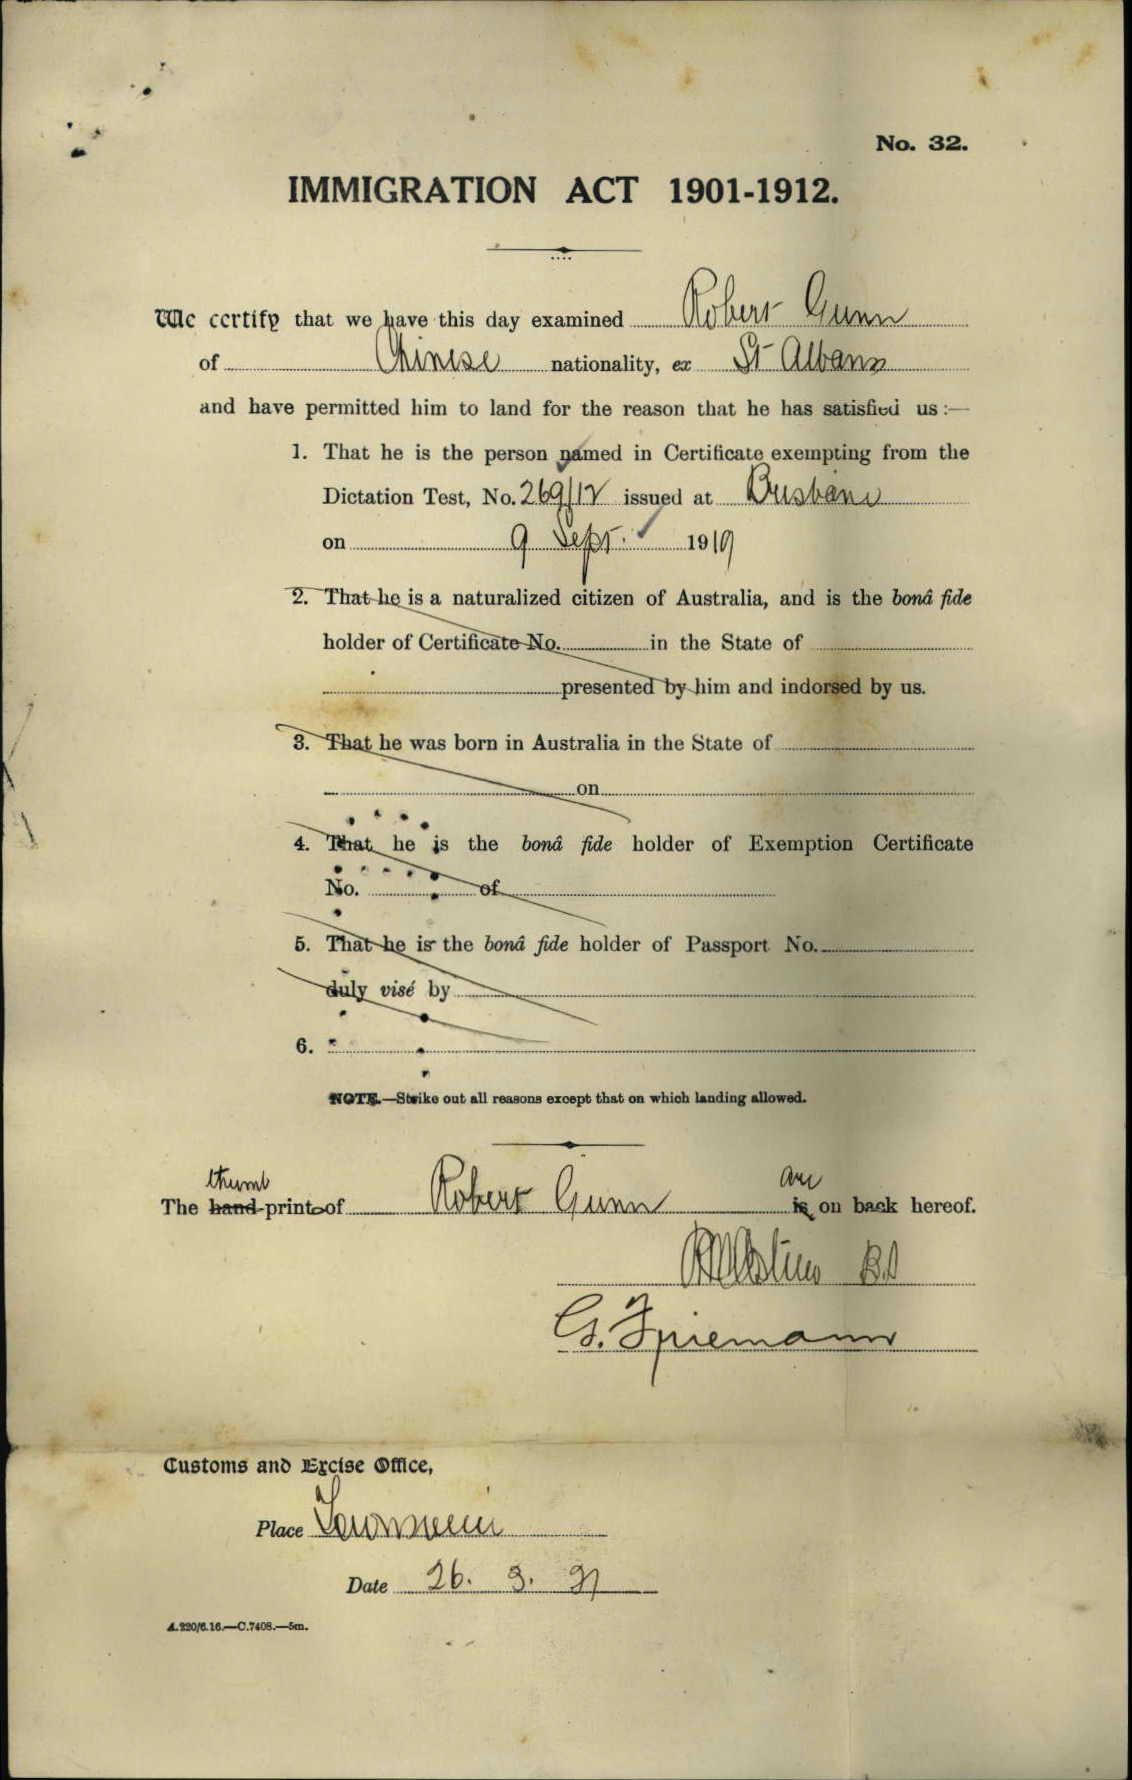 No. 32.
IMMIGRATION ACT 1901-1912.
We certify that we have this day examined Robert Gunn
of Chinese nationality, ex St Albans
and have permitted him to land for the reason that he has satisfied us :—
1. That he is the person named in Certificate exempting from the
Dictation Test, No. 269/12 issued at Brisbane
on 9 Sept. 1919
2. That he is a naturalized citizen of Australia, and is the bonâ fide
holder of Certificate No. in the State of
presented by him and indorsed by us.
3. That he was born in Australia in the State of
on
4. That he is the bonâ fide holder of Exemption Certificate
No. of
5. That he is the bonâ fide holder of Passport No.
duly visé by
6.
NOTE.—Strike out all reasons except that on which landing allowed.
thumb are
The hand-prints of Robert Gunn is on back hereof.
G. Friemann
Customs and Excise Office,
Place Townsville
Date 26. 3. 21
A.220/6.16.—C.7408.—5m.